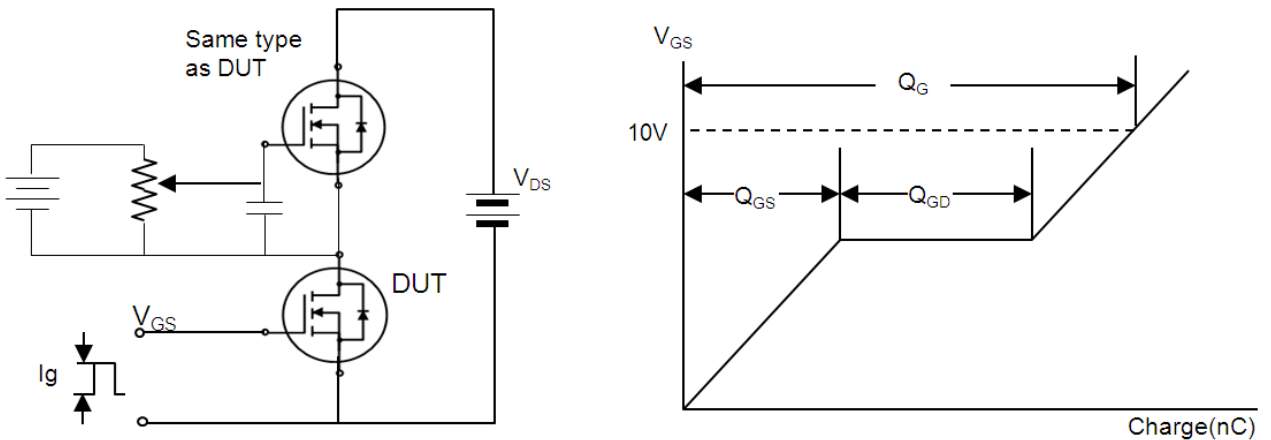 Same type
as DUT
V_DS
DUT
V_GS
Ig
V_GS
Q_G
10V
Q_GS
Q_GD
Charge(nC)